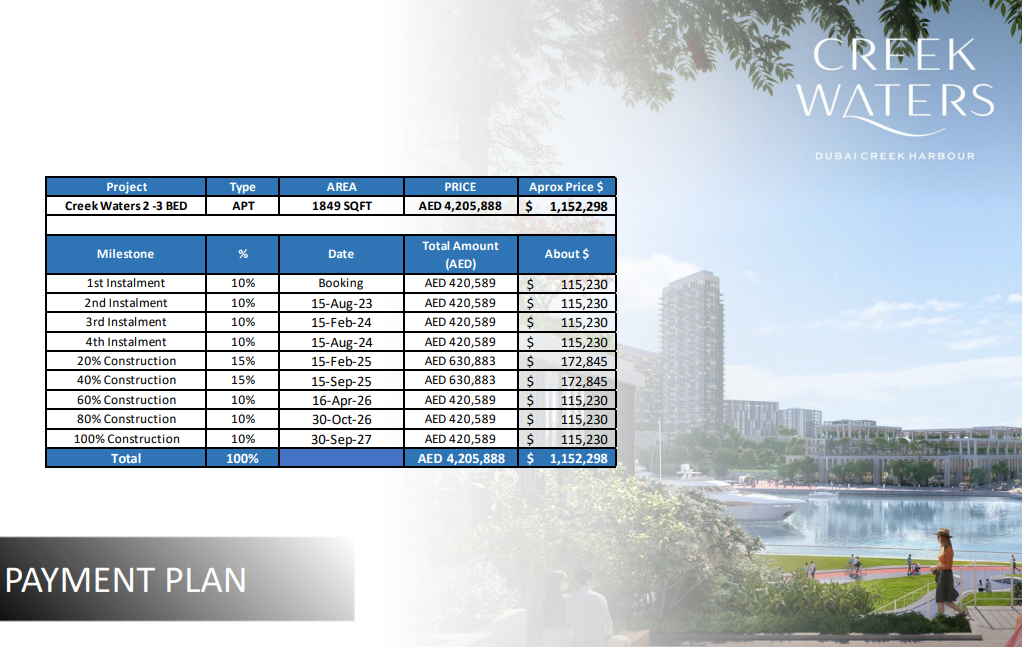 CREEK
WATERS
DUBAI CREEK HARBOUR
Project Type AREA PRICE Aprox Price $
Creek Waters 2 -3 BED APT 1849 SQFT AED 4,205,888 $ 1,152,298
Milestone % Date Total Amount (AED) About $
1st Instalment 10% Booking AED 420,589 $ 115,230
2nd Instalment 10% 15-Aug-23 AED 420,589 $ 115,230
3rd Instalment 10% 15-Feb-24 AED 420,589 $ 115,230
4th Instalment 10% 15-Aug-24 AED 420,589 $ 115,230
20% Construction 15% 15-Feb-25 AED 630,883 $ 172,845
40% Construction 15% 15-Sep-25 AED 630,883 $ 172,845
60% Construction 10% 16-Apr-26 AED 420,589 $ 115,230
80% Construction 10% 30-Oct-26 AED 420,589 $ 115,230
100% Construction 10% 30-Sep-27 AED 420,589 $ 115,230
Total 100% AED 4,205,888 $ 1,152,298
PAYMENT PLAN